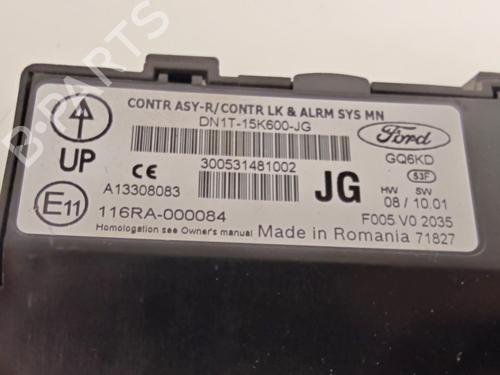 CONTR ASY-R/CONTR LK & ALRM SYS MN
DN1T-15K600-JG
Ford
UP
CE
300531481002
JG
GQ6KD
53F
HW SW
08 / 10.01
A13308083
E11
116RA-000084
F005 V0 2035
Homologation see Owner's manual
Made in Romania 71827
B-PARTS